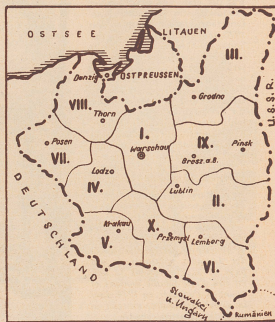 OSTSEE
LITAUEN
III.
Danzig
OSTPREUSSEN
U.S.S.R.
Grodno
VIII.
Thorn
I.
IX.
Posen
Warschau
Pinsk
VII.
Brest a.B.
Lodz
IV.
Lublin
II.
DEUTSCHLAND
Krakau
X.
V.
Przemysl
Lemberg
VI.
Slowakei
u. Ungarn
Rumänien